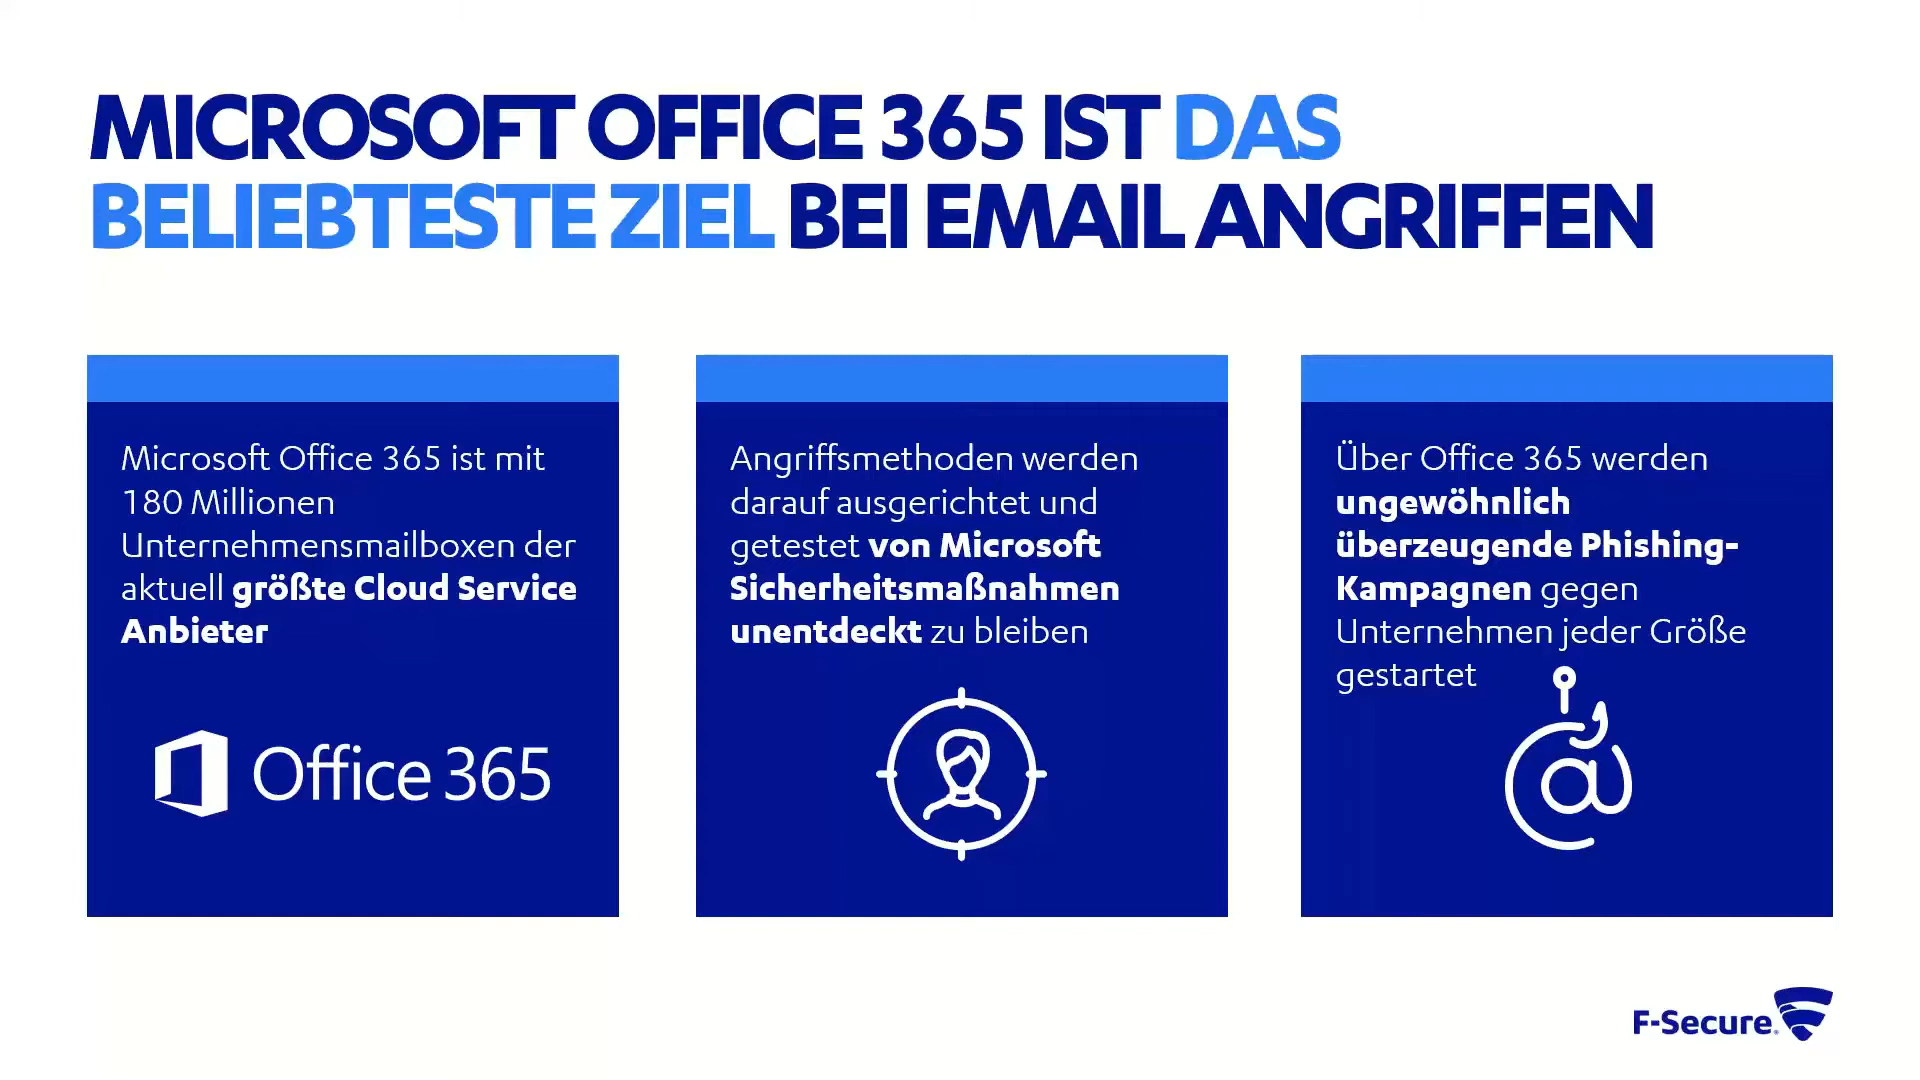 MICROSOFT OFFICE 365 IST DAS
BELIEBTESTE ZIEL BEI EMAIL ANGRIFFEN
Microsoft Office 365 ist mit
180 Millionen
Unternehmensmailboxen der
aktuell größte Cloud Service
Anbieter
Office 365
Angriffsmethoden werden
darauf ausgerichtet und
getestet von Microsoft
Sicherheitsmaßnahmen
unentdeckt zu bleiben
Über Office 365 werden
ungewöhnlich
überzeugende Phishing-
Kampagnen gegen
Unternehmen jeder Größe
gestartet
@
F-Secure.